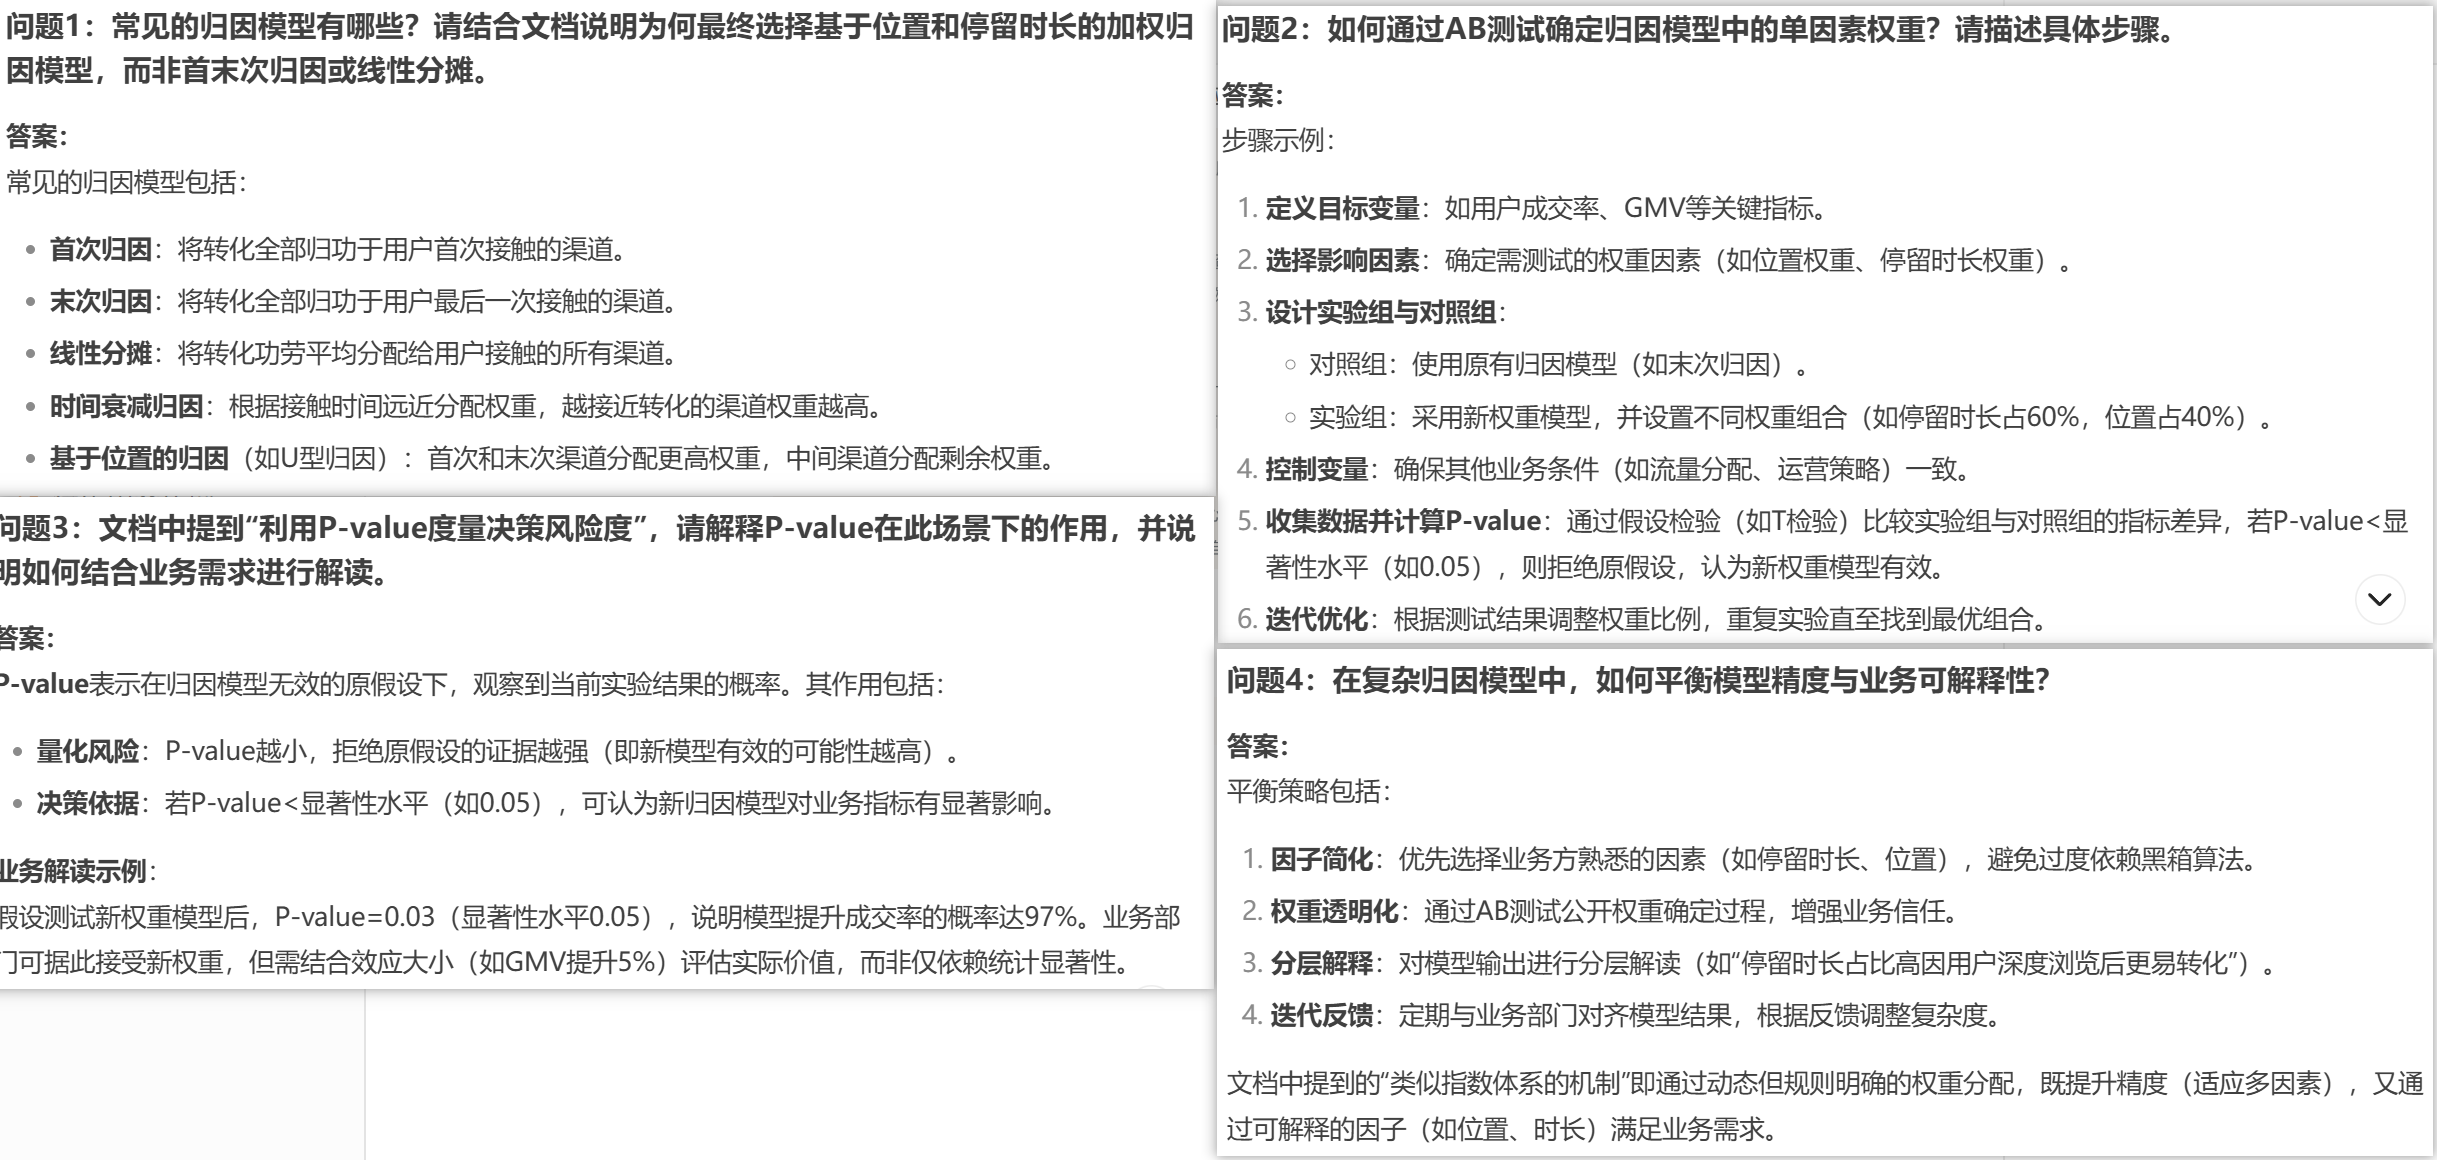 问题1：常见的归因模型有哪些？请结合文档说明为何最终选择基于位置和停留时长的加权归
因模型，而非首末次归因或线性分摊。
答案：
常见的归因模型包括：
• 首次归因：将转化全部归功于用户首次接触的渠道。
• 末次归因：将转化全部归功于用户最后一次接触的渠道。
• 线性分摊：将转化功劳平均分配给用户接触的所有渠道。
• 时间衰减归因：根据接触时间远近分配权重，越接近转化的渠道权重越高。
• 基于位置的归因（如U型归因）：首次和末次渠道分配更高权重，中间渠道分配剩余权重。
问题3：文档中提到“利用P-value度量决策风险度”，请解释P-value在此场景下的作用，并说
明如何结合业务需求进行解读。
答案：
P-value表示在归因模型无效的原假设下，观察到当前实验结果的概率。其作用包括：
• 量化风险：P-value越小，拒绝原假设的证据越强（即新模型有效的可能性越高）。
• 决策依据：若P-value<显著性水平（如0.05），可认为新归因模型对业务指标有显著影响。
业务解读示例：
假设测试新权重模型后，P-value=0.03（显著性水平0.05），说明模型提升成交率的概率达97%。业务部
门可据此接受新权重，但需结合效应大小（如GMV提升5%）评估实际价值，而非仅依赖统计显著性。
问题2：如何通过AB测试确定归因模型中的单因素权重？请描述具体步骤。
答案：
步骤示例：
1. 定义目标变量：如用户成交率、GMV等关键指标。
2. 选择影响因素：确定需测试的权重因素（如位置权重、停留时长权重）。
3. 设计实验组与对照组：
○ 对照组：使用原有归因模型（如末次归因）。
○ 实验组：采用新权重模型，并设置不同权重组合（如停留时长占60%，位置占40%）。
4. 控制变量：确保其他业务条件（如流量分配、运营策略）一致。
5. 收集数据并计算P-value：通过假设检验（如T检验）比较实验组与对照组的指标差异，若P-value<显
著性水平（如0.05），则拒绝原假设，认为新权重模型有效。
6. 迭代优化：根据测试结果调整权重比例，重复实验直至找到最优组合。
问题4：在复杂归因模型中，如何平衡模型精度与业务可解释性？
答案：
平衡策略包括：
1. 因子简化：优先选择业务方熟悉的因素（如停留时长、位置），避免过度依赖黑箱算法。
2. 权重透明化：通过AB测试公开权重确定过程，增强业务信任。
3. 分层解释：对模型输出进行分层解读（如“停留时长占比高因用户深度浏览后更易转化”）。
4. 迭代反馈：定期与业务部门对齐模型结果，根据反馈调整复杂度。
文档中提到的“类似指数体系的机制”即通过动态但规则明确的权重分配，既提升精度（适应多因素），又通
过可解释的因子（如位置、时长）满足业务需求。